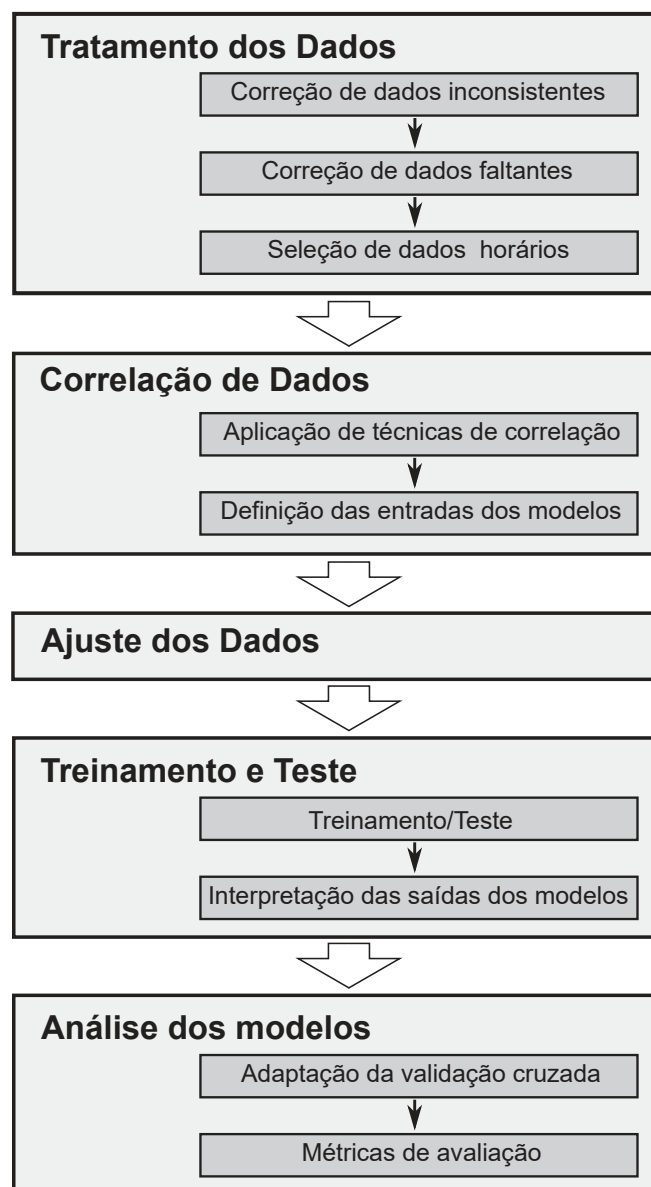 Tratamento dos Dados
Correção de dados inconsistentes
Correção de dados faltantes
Seleção de dados horários
Correlação de Dados
Aplicação de técnicas de correlação
Definição das entradas dos modelos
Ajuste dos Dados
Treinamento e Teste
Treinamento/Teste
Interpretação das saídas dos modelos
Análise dos modelos
Adaptação da validação cruzada
Métricas de avaliação